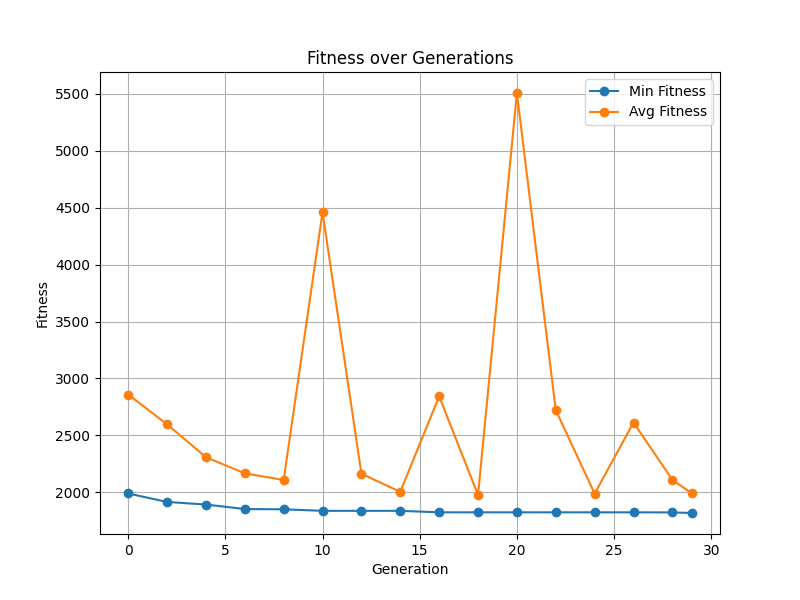 Fitness over Generations
Min Fitness
Avg Fitness
5500
5000
4500
4000
3500
3000
2500
2000
Fitness
0 5 10 15 20 25 30
Generation